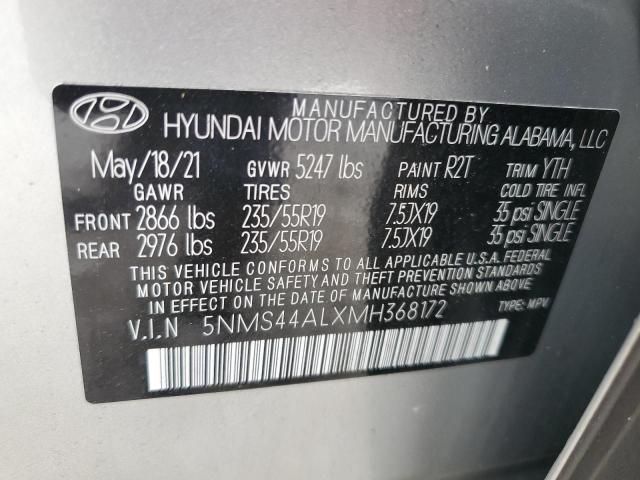 MANUFACTURED BY
HYUNDAI MOTOR MANUFACTURING ALABAMA, LLC
May/18/21 GVWR 5247 lbs PAINT R2T TRIM YTH
GAWR TIRES RIMS COLD TIRE INFL
FRONT 2866 lbs 235/55R19 7.5JX19 35 psi SINGLE
REAR 2976 lbs 235/55R19 7.5JX19 35 psi SINGLE
THIS VEHICLE CONFORMS TO ALL APPLICABLE U.S.A. FEDERAL
MOTOR VEHICLE SAFETY AND THEFT PREVENTION STANDARDS
IN EFFECT ON THE DATE OF MANUFACTURE SHOWN ABOVE.
V.I.N 5NMS44ALXMH368172 TYPE: MPV